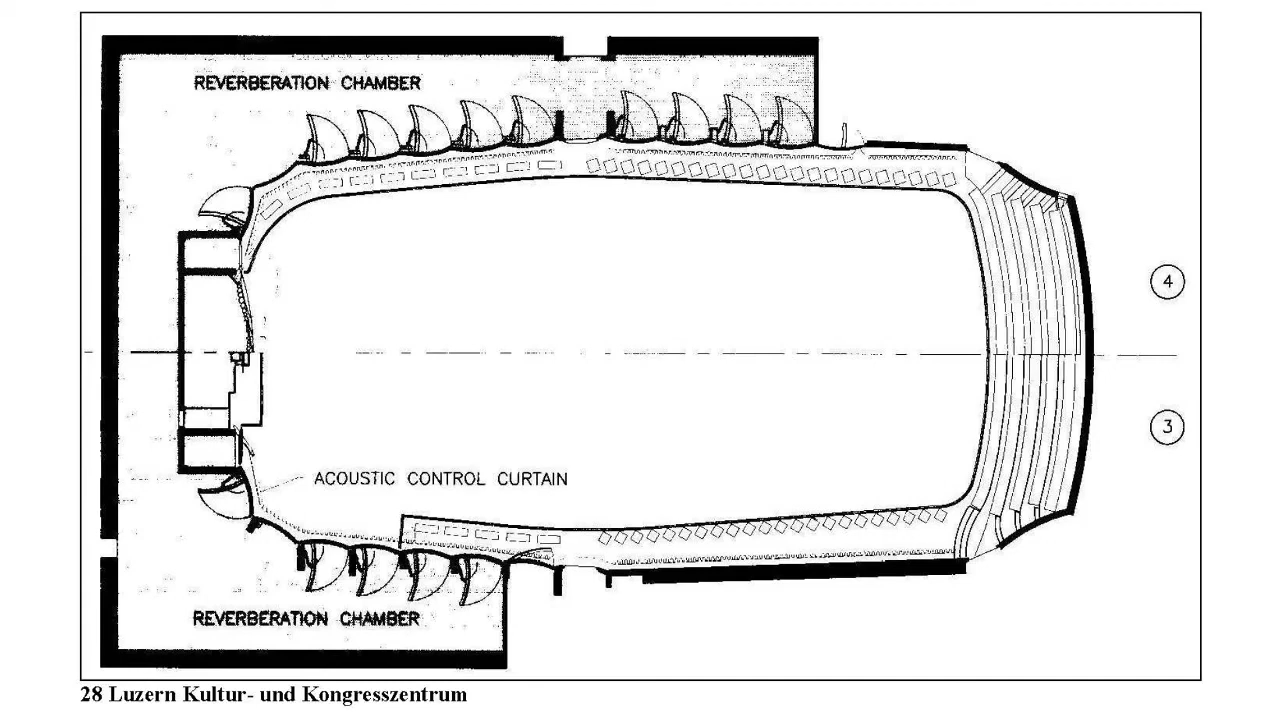 REVERBERATION CHAMBER
4
3
ACOUSTIC CONTROL CURTAIN
REVERBERATION CHAMBER
28 Luzern Kultur- und Kongresszentrum